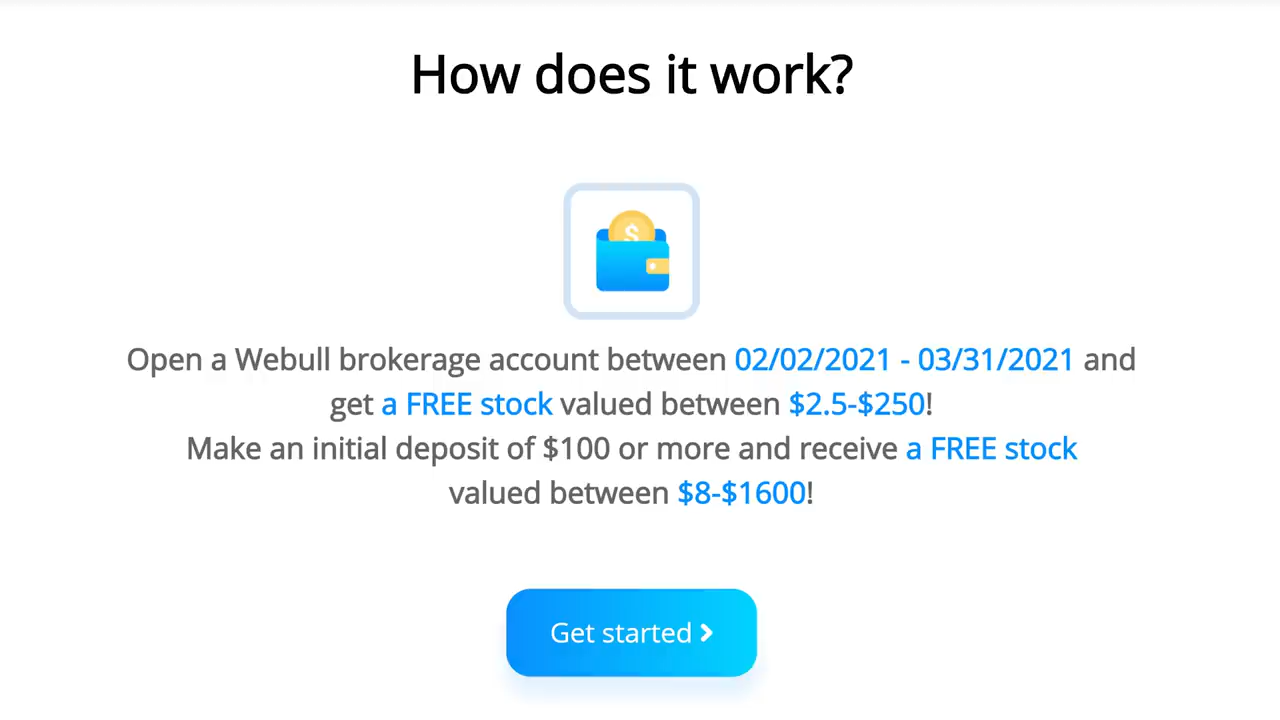 How does it work?
$
Open a Webull brokerage account between 02/02/2021 - 03/31/2021 and
get a FREE stock valued between $2.5-$250!
Make an initial deposit of $100 or more and receive a FREE stock
valued between $8-$1600!
Get started